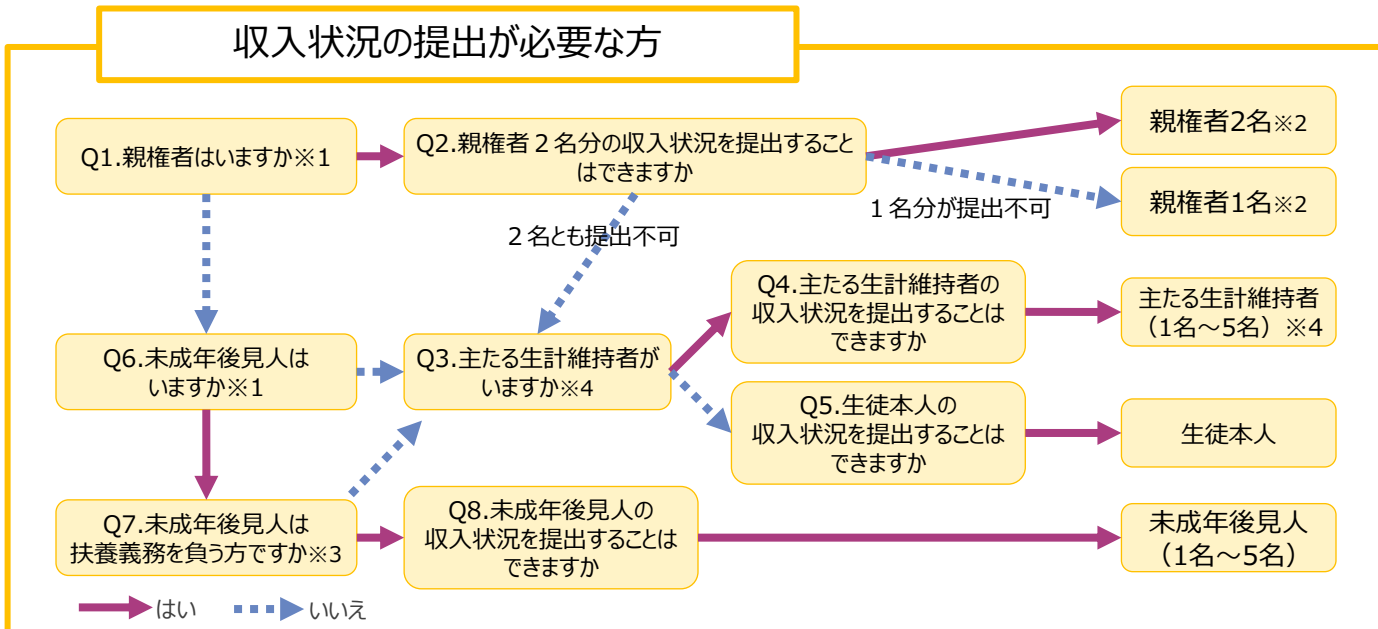 収入状況の提出が必要な方
Q1.親権者はいますか※1
Q2.親権者２名分の収入状況を提出すること
はできますか
親権者2名※2
親権者1名※2
１名分が提出不可
２名とも提出不可
Q6.未成年後見人は
いますか※1
Q3.主たる生計維持者が
いますか※4
Q4.主たる生計維持者の
収入状況を提出することは
できますか
主たる生計維持者
（1名～5名）※4
Q5.生徒本人の
収入状況を提出することは
できますか
生徒本人
Q7.未成年後見人は
扶養義務を負う方ですか※3
Q8.未成年後見人の
収入状況を提出することは
できますか
未成年後見人
（1名～5名）
はい
いいえ